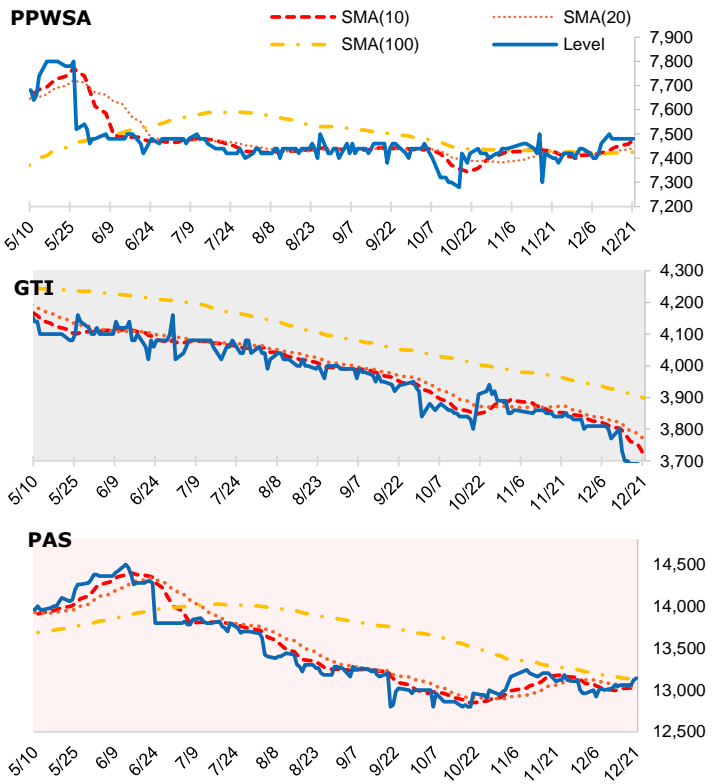 PPWSA
SMA(10)
SMA(20)
SMA(100)
Level
7,900
7,800
7,700
7,600
7,500
7,400
7,300
7,200
5/10 5/25 6/9 6/24 7/9 7/24 8/8 8/23 9/7 9/22 10/7 10/22 11/6 11/21 12/6 12/21
GTI
4,300
4,200
4,100
4,000
3,900
3,800
3,700
5/10 5/25 6/9 6/24 7/9 7/24 8/8 8/23 9/7 9/22 10/7 10/22 11/6 11/21 12/6 12/21
PAS
14,500
14,000
13,500
13,000
12,500
5/10 5/25 6/9 6/24 7/9 7/24 8/8 8/23 9/7 9/22 10/7 10/22 11/6 11/21 12/6 12/21